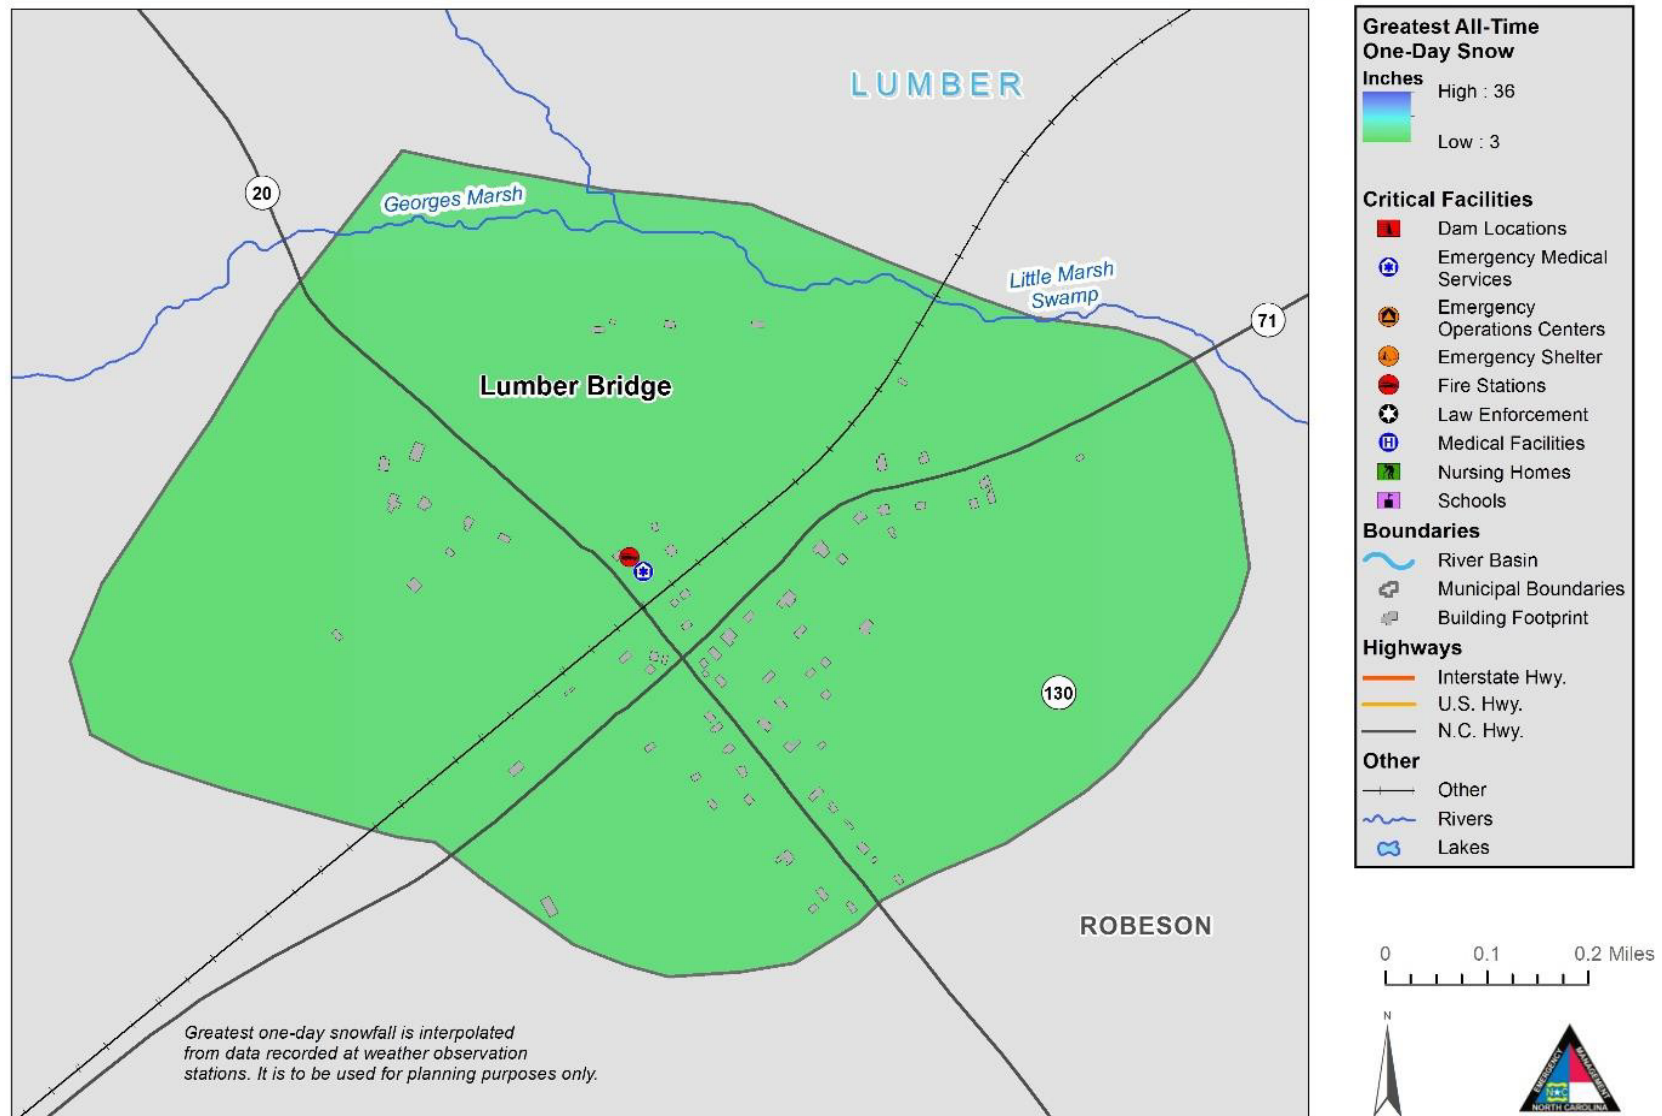 LUMBER
20
Georges Marsh
Little Marsh
Swamp
71
Lumber Bridge
130
ROBESON
Greatest one-day snowfall is interpolated
from data recorded at weather observation
stations. It is to be used for planning purposes only.
Greatest All-Time
One-Day Snow
Inches
High : 36
Low : 3
Critical Facilities
Dam Locations
Emergency Medical
Services
Emergency
Operations Centers
Emergency Shelter
Fire Stations
Law Enforcement
H
Medical Facilities
Nursing Homes
Schools
Boundaries
River Basin
Municipal Boundaries
Building Footprint
Highways
Interstate Hwy.
U.S. Hwy.
N.C. Hwy.
Other
Other
Rivers
Lakes
0 0.1 0.2 Miles
N
EMERGENCY
MANAGEMENT
N C
NORTH CAROLINA